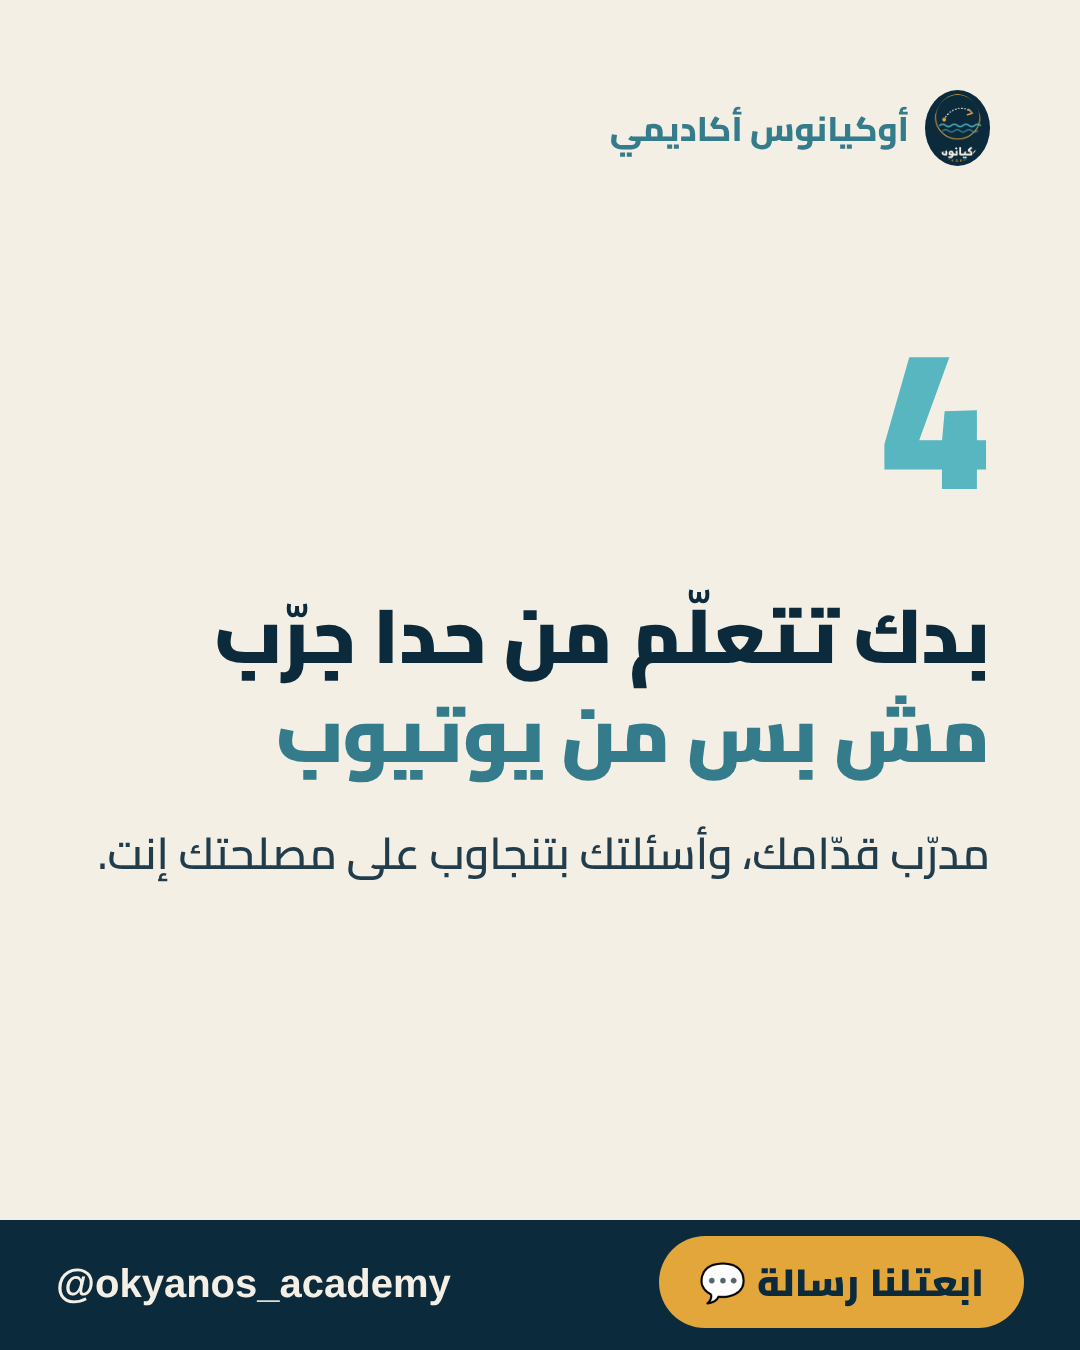 أوكيانوس أكاديمي
كيانوس
4
بدك تتعلّم من حدا جرّب
مش بس من يوتيوب
مدرّب قدّامك، وأسئلتك بتنجاوب على مصلحتك إنت.
ابعتلنا رسالة 💬
@okyanos_academy